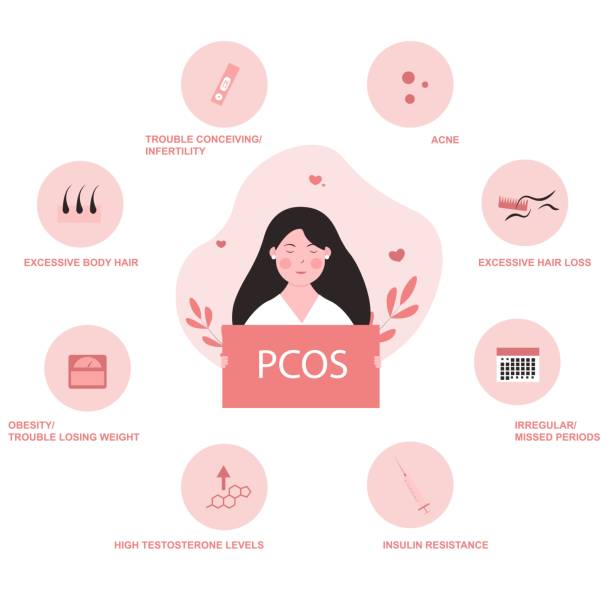 TROUBLE CONCEIVING/
INFERTILITY
ACNE
EXCESSIVE BODY HAIR
EXCESSIVE HAIR LOSS
PCOS
OBESITY/
TROUBLE LOSING WEIGHT
IRREGULAR/
MISSED PERIODS
HIGH TESTOSTERONE LEVELS
INSULIN RESISTANCE